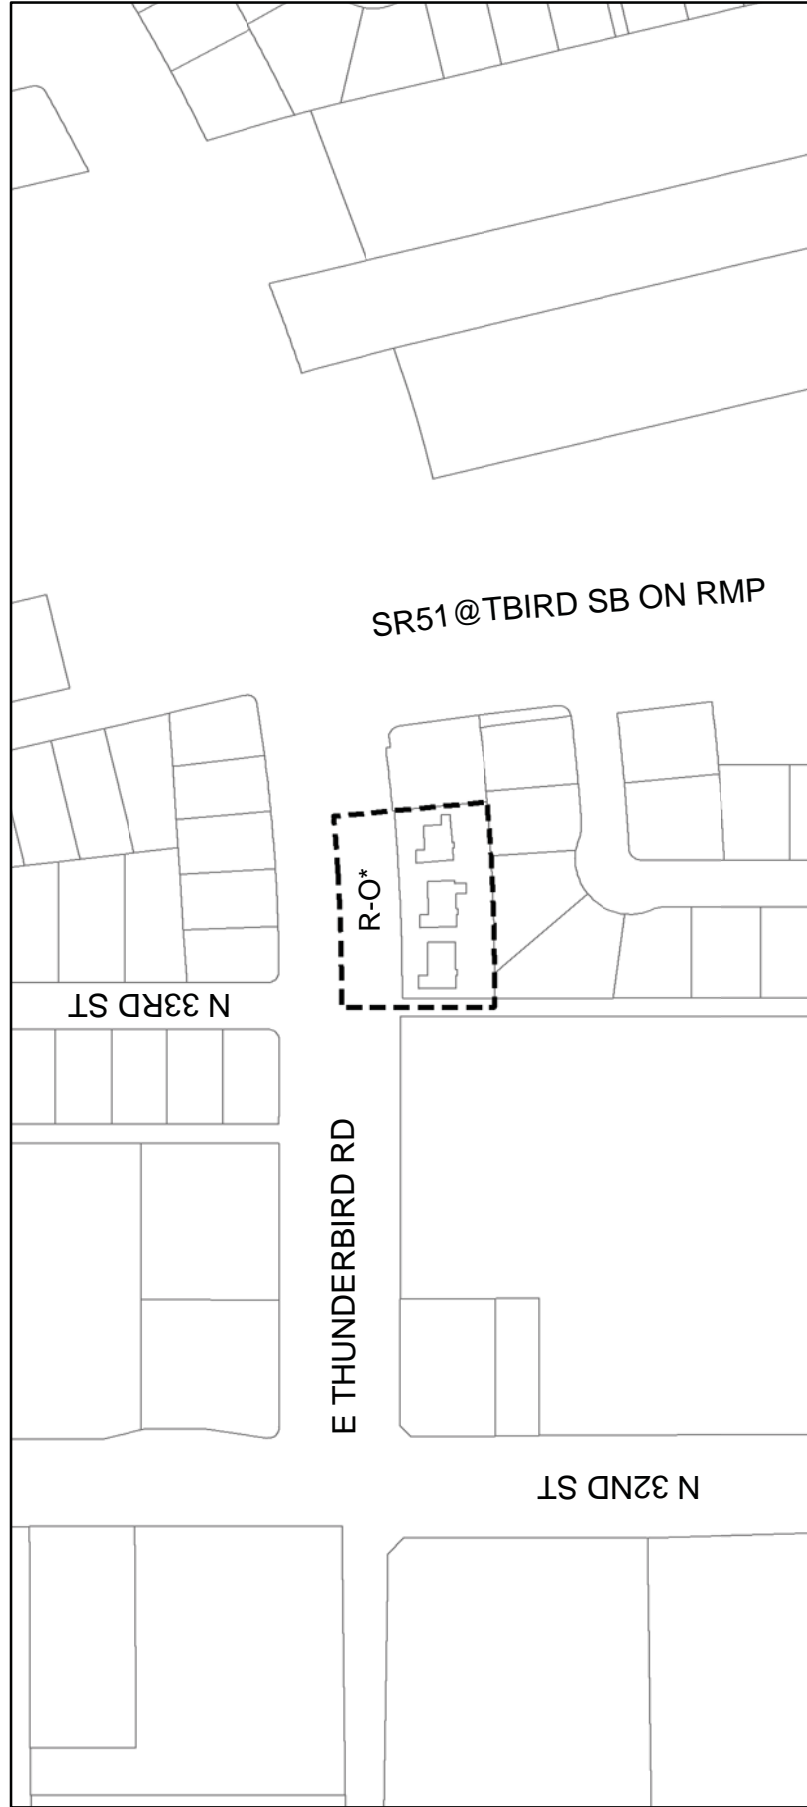 SR51 @TBIRD SB ON RMP
R-O*
N 33RD ST
E THUNDERBIRD RD
N 32ND ST